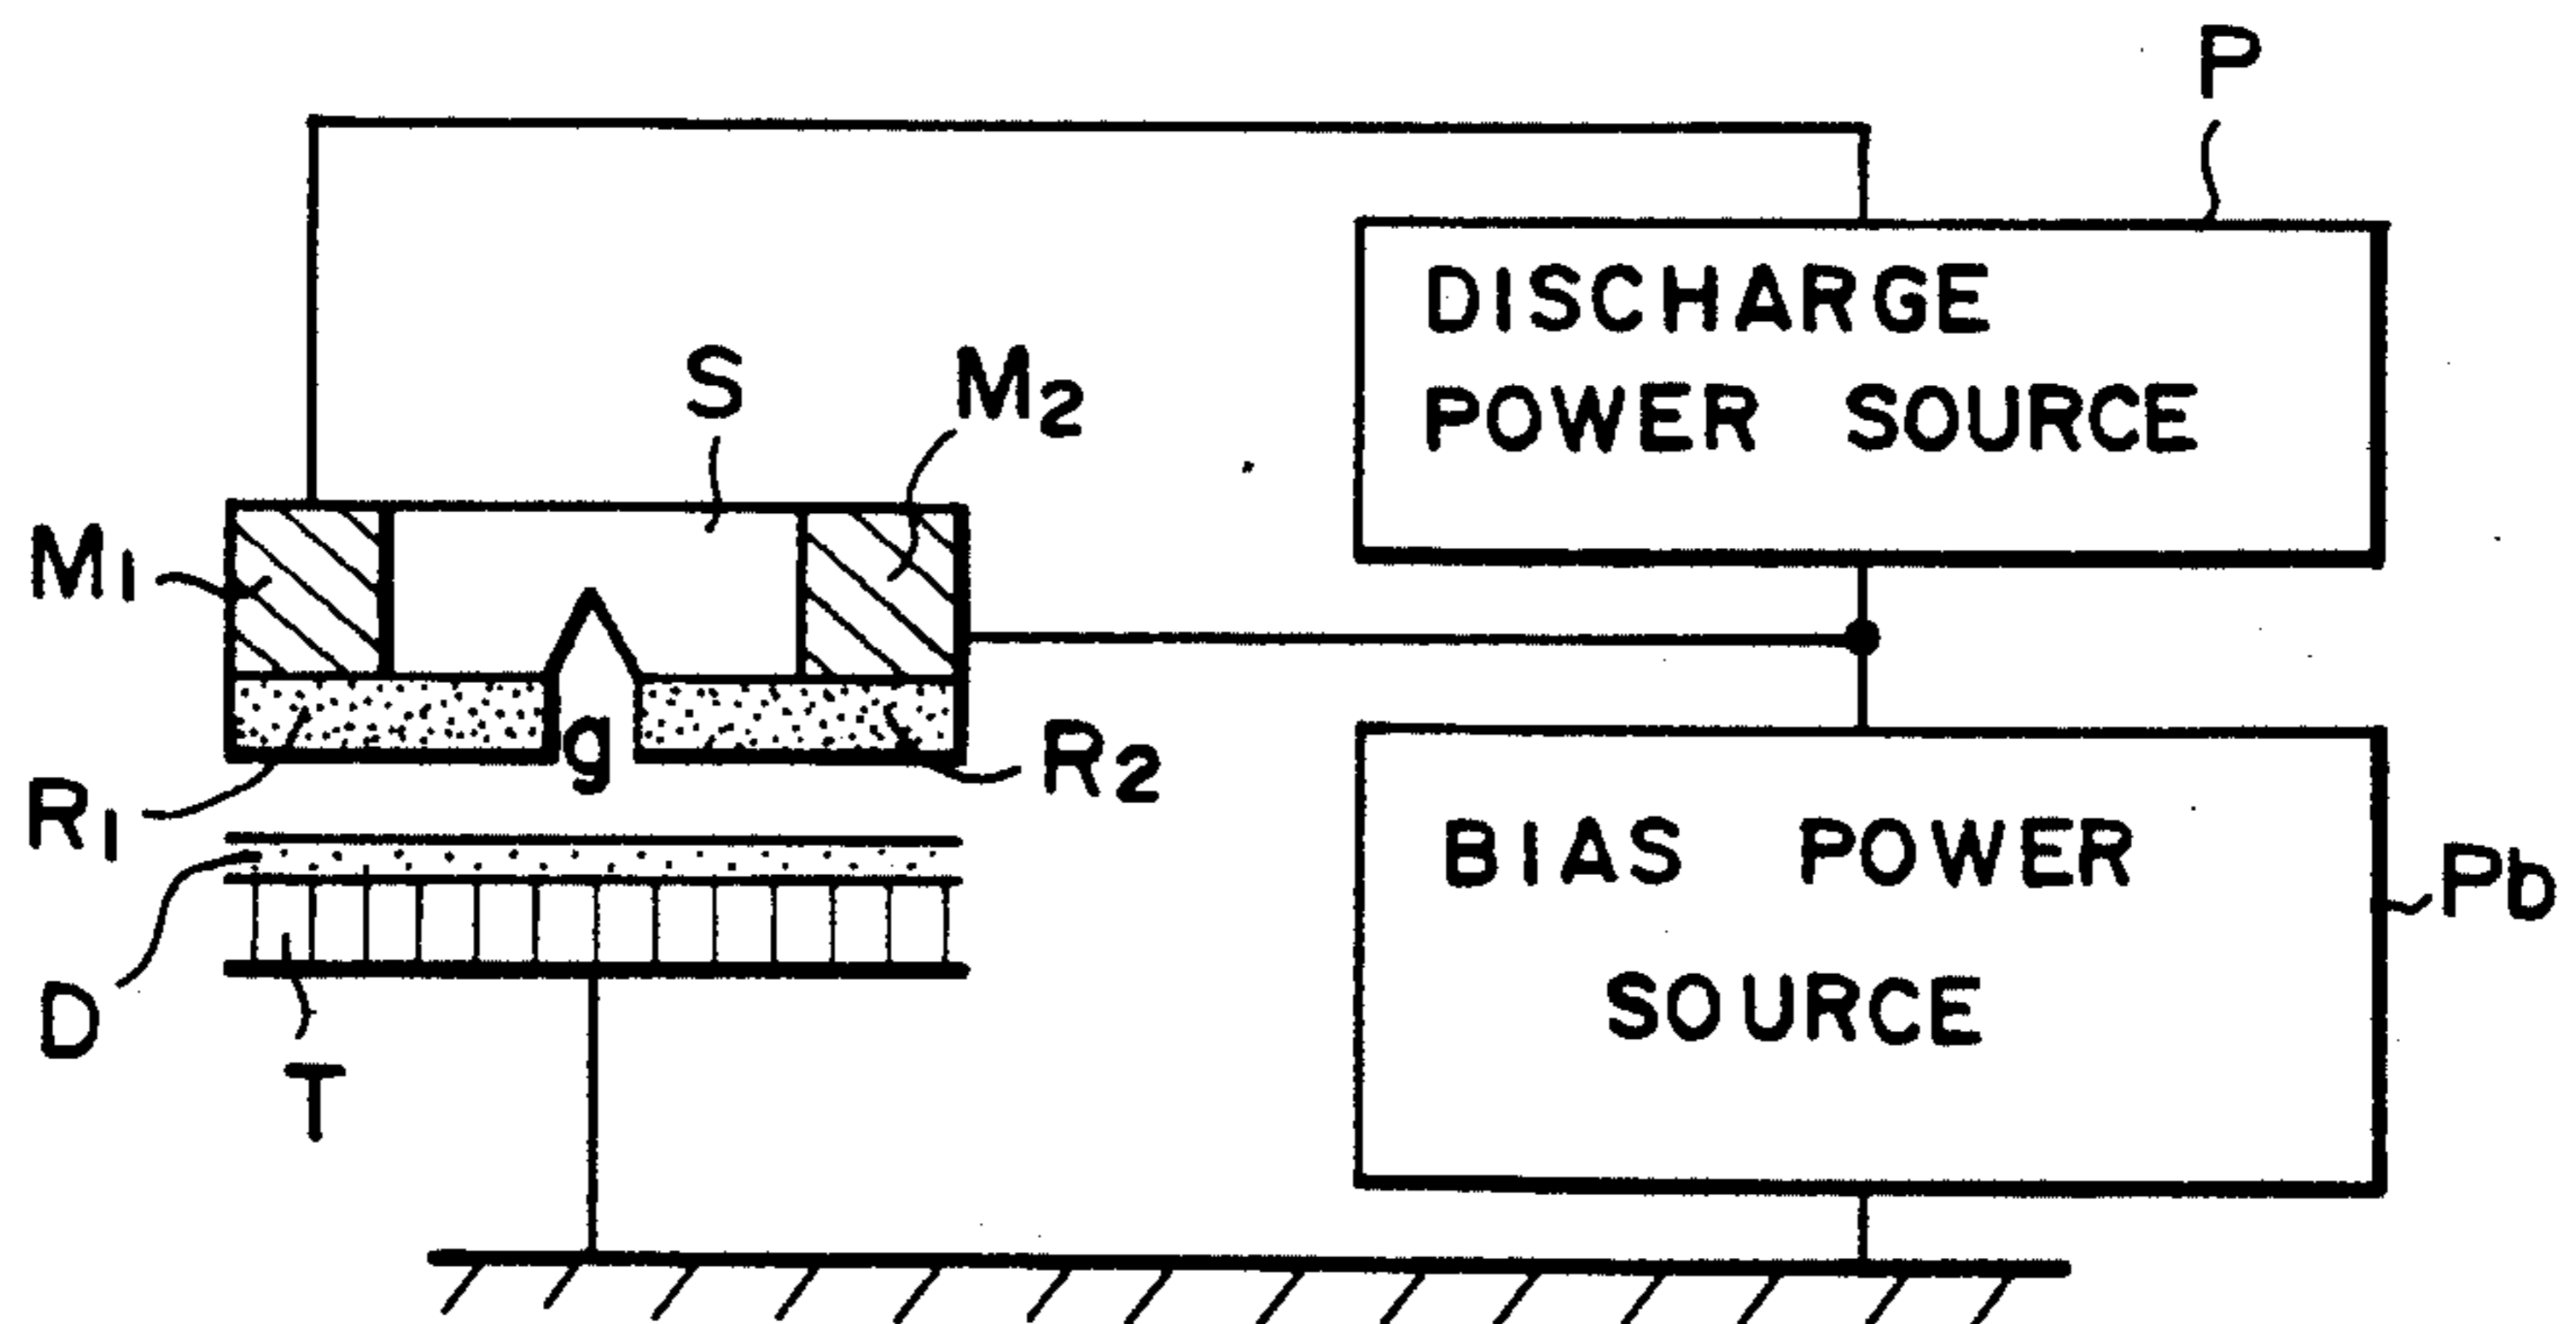 P
DISCHARGE
POWER SOURCE
S
M2
M1
g
R2
R1
BIAS POWER
SOURCE
Pb
D
T